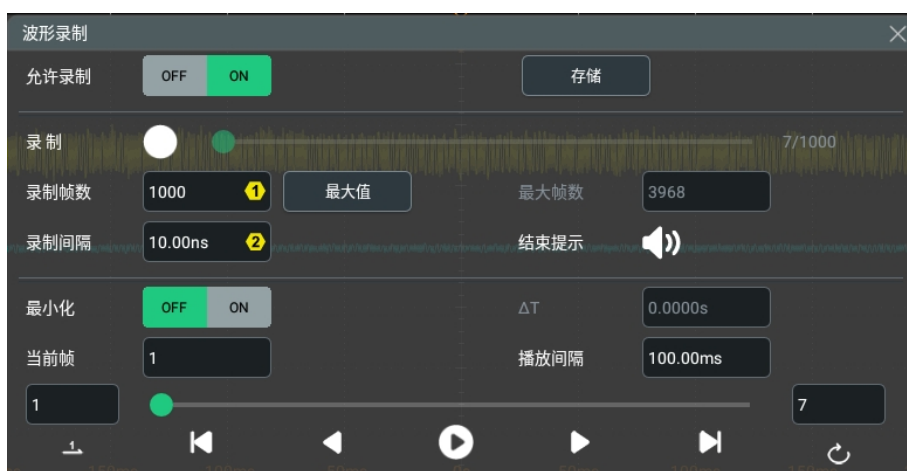 波形录制
允许录制 OFF ON 存储
录制 7/1000
录制帧数 1000 1 最大值 最大帧数 3968
录制间隔 10.00ns 2 结束提示
最小化 OFF ON ΔT 0.0000s
当前帧 1 播放间隔 100.00ms
1 7
1